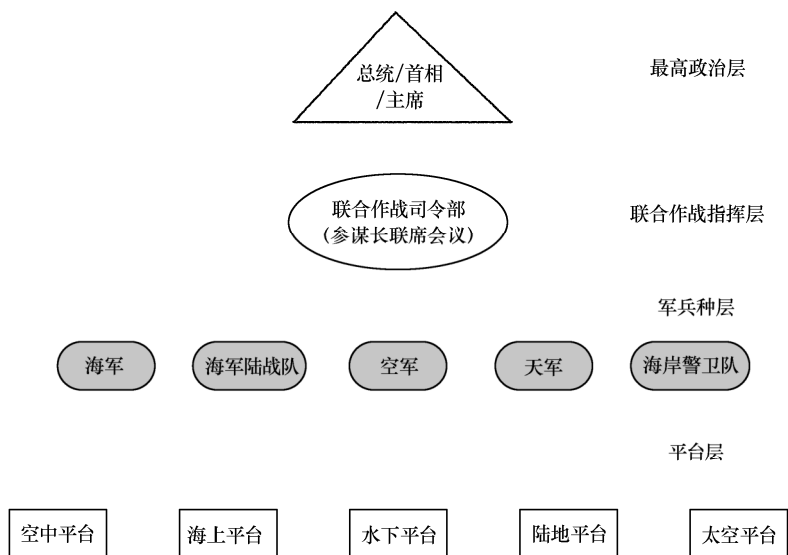 总统/首相
/主席
最高政治层
联合作战司令部
(参谋长联席会议)
联合作战指挥层
军兵种层
海军
海军陆战队
空军
天军
海岸警卫队
平台层
空中平台
海上平台
水下平台
陆地平台
太空平台